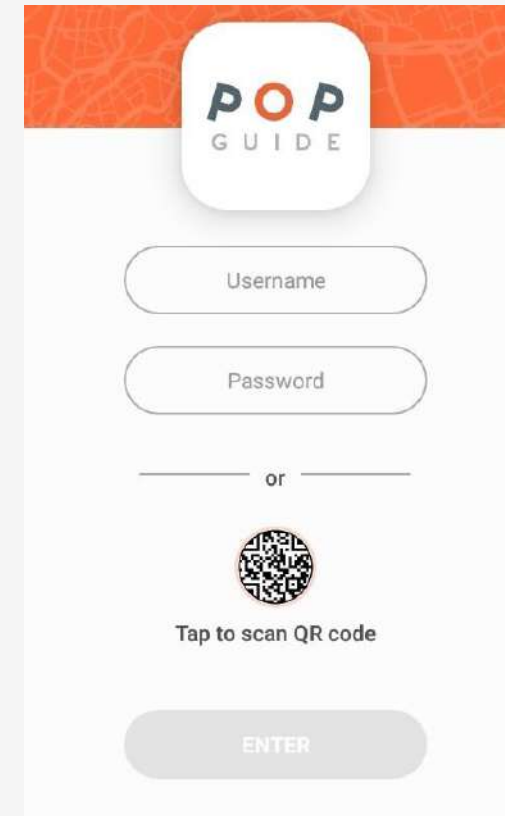 POP
GUIDE
Username
Password
or
Tap to scan QR code
ENTER